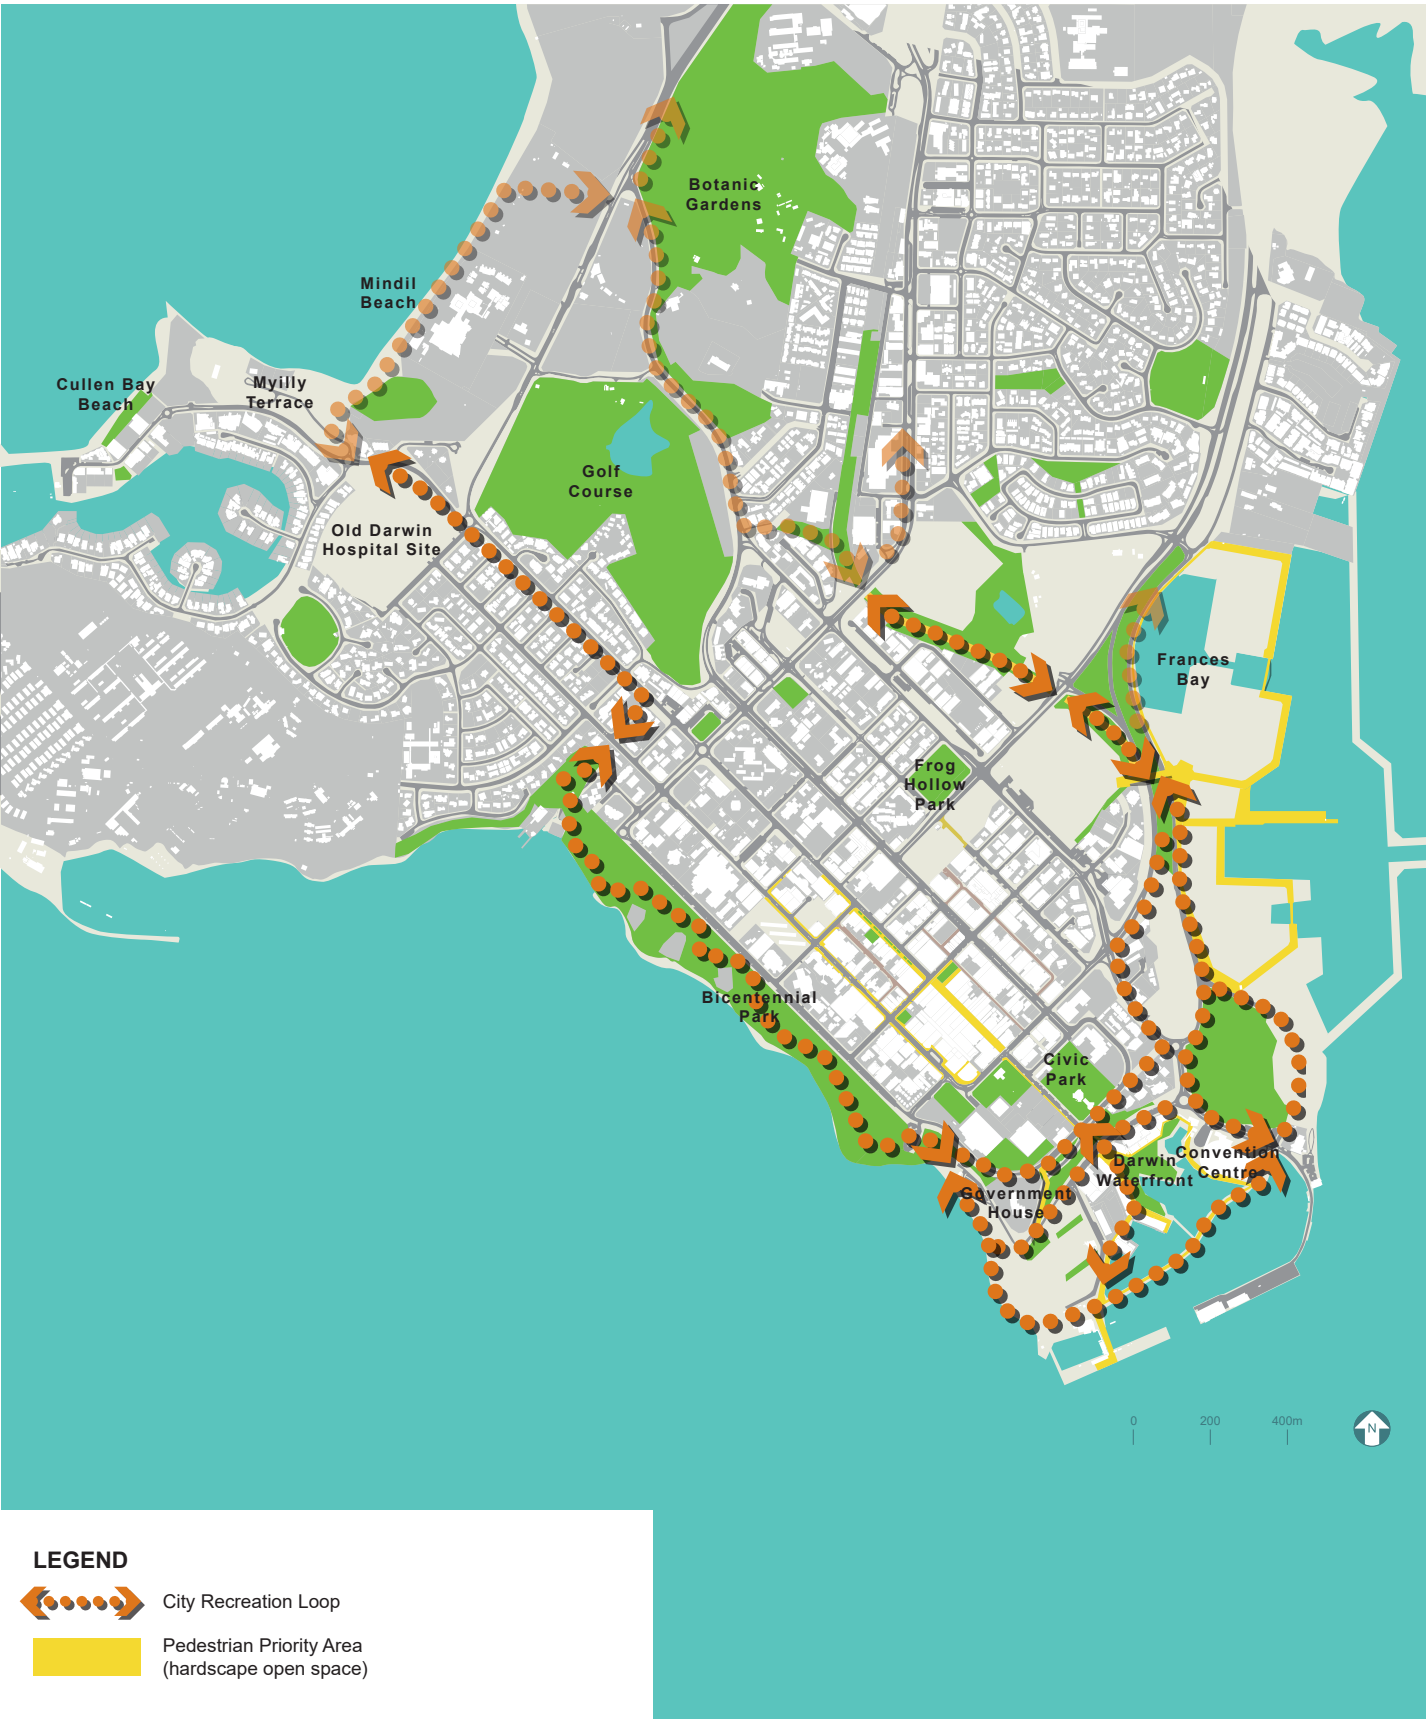 Botanic
Gardens
Mindil
Beach
Cullen Bay
Beach
Myilly
Terrace
Golf
Course
Old Darwin
Hospital Site
Frances
Bay
Frog
Hollow
Park
Bicentennial
Park
Civic
Park
Darwin
Waterfront
Convention
Centre
Government
House
0 200 400m
N
LEGEND
City Recreation Loop
Pedestrian Priority Area
(hardscape open space)